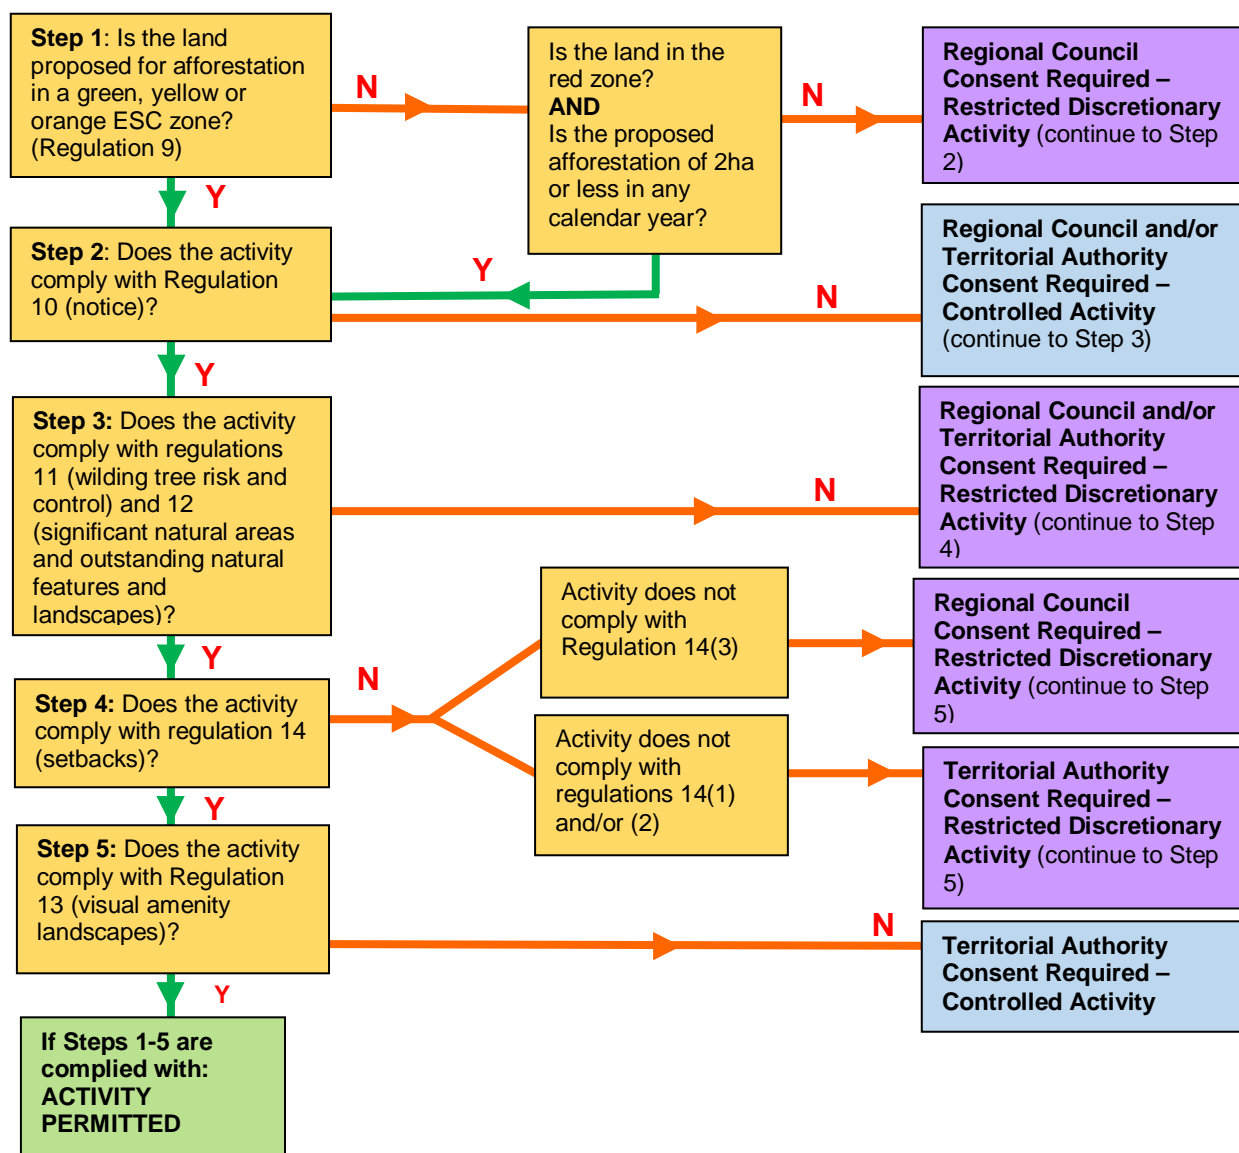 Step 1: Is the land
proposed for afforestation
in a green, yellow or
orange ESC zone?
(Regulation 9)
N
Is the land in the
red zone?
AND
Is the proposed
afforestation of 2ha
or less in any
calendar year?
N
Regional Council
Consent Required –
Restricted Discretionary
Activity (continue to Step
2)
Y
Step 2: Does the activity
comply with Regulation
10 (notice)?
Y
N
Regional Council and/or
Territorial Authority
Consent Required –
Controlled Activity
(continue to Step 3)
Y
Step 3: Does the activity
comply with regulations
11 (wilding tree risk and
control) and 12
(significant natural areas
and outstanding natural
features and
landscapes)?
N
Regional Council and/or
Territorial Authority
Consent Required –
Restricted Discretionary
Activity (continue to Step
4)
Y
Step 4: Does the activity
comply with regulation 14
(setbacks)?
N
Activity does not
comply with
Regulation 14(3)
Regional Council
Consent Required –
Restricted Discretionary
Activity (continue to Step
5)
Activity does not
comply with
regulations 14(1)
and/or (2)
Territorial Authority
Consent Required –
Restricted Discretionary
Activity (continue to Step
5)
Y
Step 5: Does the activity
comply with Regulation
13 (visual amenity
landscapes)?
N
Territorial Authority
Consent Required –
Controlled Activity
Y
If Steps 1-5 are
complied with:
ACTIVITY
PERMITTED